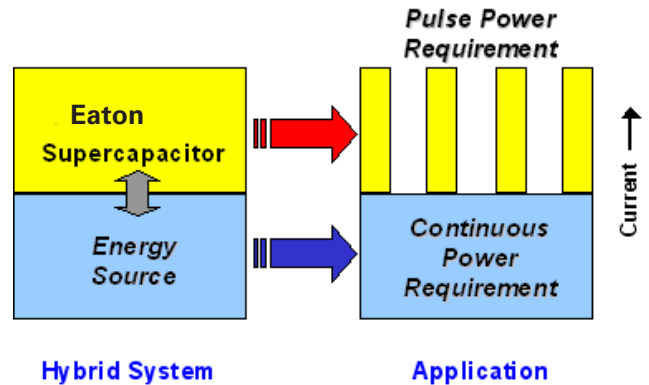 Pulse Power
Requirement
Eaton
Supercapacitor
Energy
Source
Continuous
Power
Requirement
Current
Hybrid System
Application